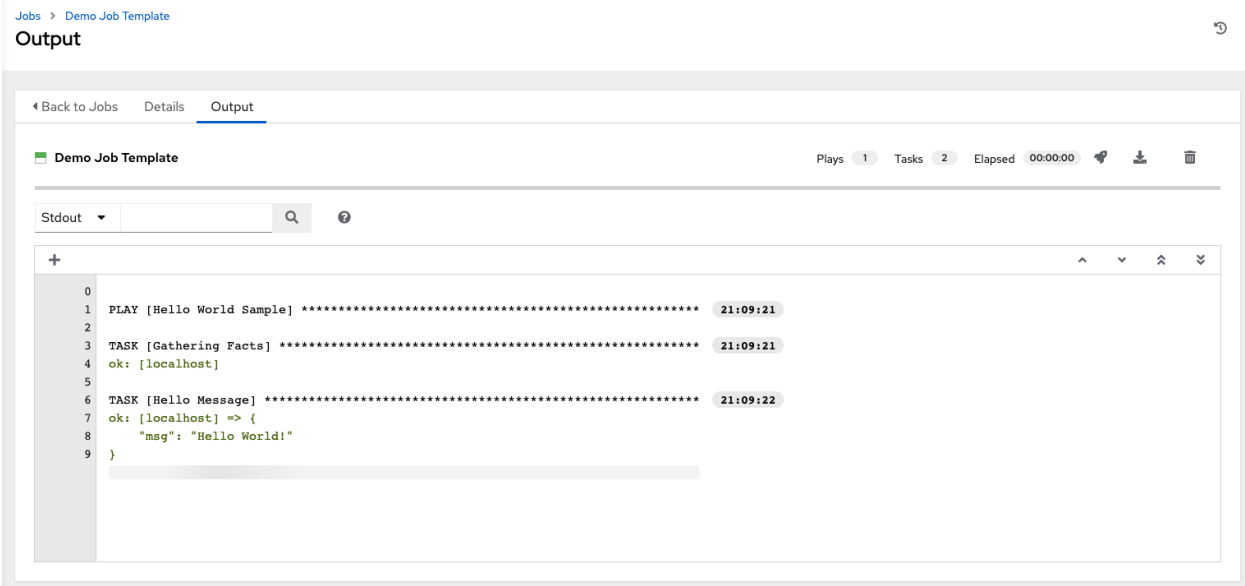 Jobs > Demo Job Template
Output
Back to Jobs Details Output
Demo Job Template Plays 1 Tasks 2 Elapsed 00:00:00
Stdout
0
1 PLAY [Hello World Sample] ****************************************************** 21:09:21
2
3 TASK [Gathering Facts] ********************************************************* 21:09:21
4 ok: [localhost]
5
6 TASK [Hello Message] *********************************************************** 21:09:22
7 ok: [localhost] => {
8 "msg": "Hello World!"
9 }